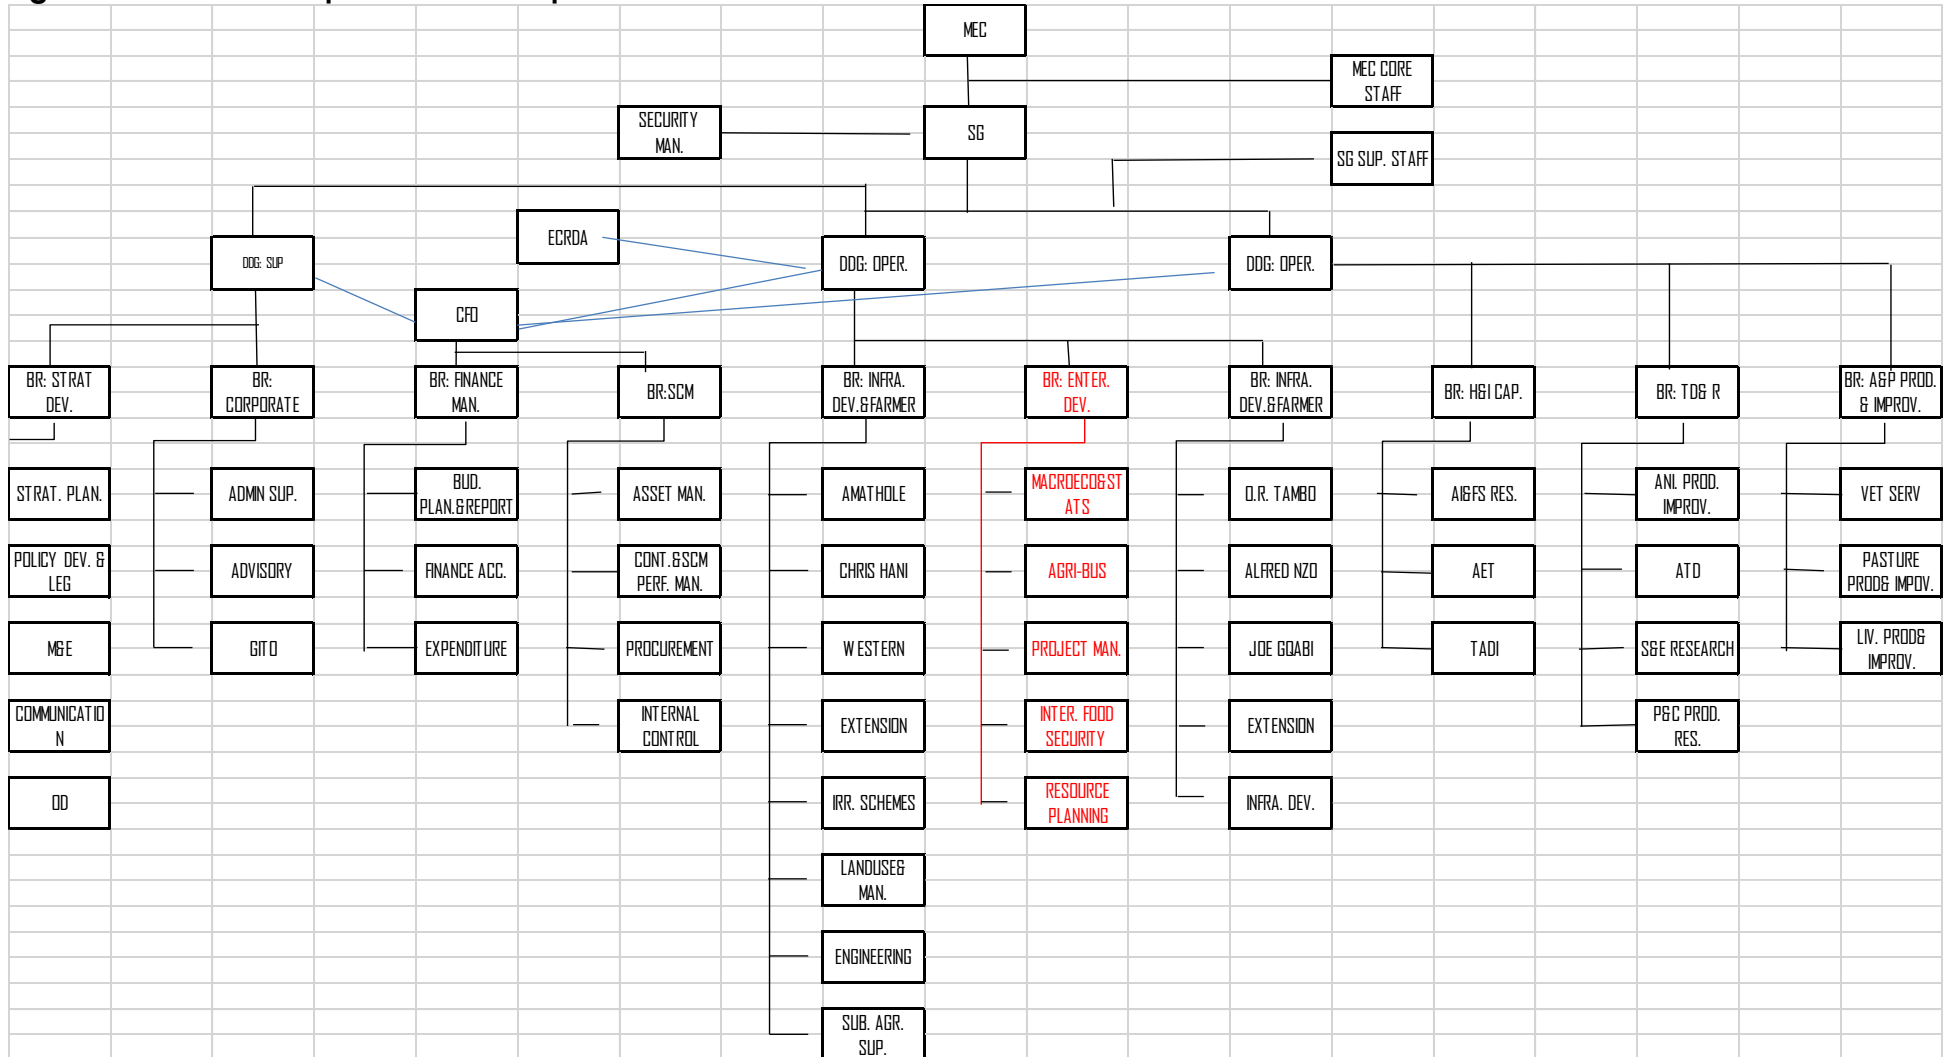 MEC
MEC CORE
STAFF
SECURITY
MAN.
SG
SG SUP. STAFF
ECRDA
DDG: SUP
DDG: OPER.
DDG: OPER.
CFO
BR: STRAT
DEV.
BR:
CORPORATE
BR: FINANCE
MAN.
BR:SCM
BR: INFRA.
DEV.&FARMER
BR: ENTER.
DEV.
BR: INFRA.
DEV.&FARMER
BR: H&I CAP.
BR: TD& R
BR: A&P PROD.
& IMPROV.
STRAT. PLAN.
ADMIN SUP.
BUD.
PLAN.&REPORT
ASSET MAN.
AMATHOLE
MACROECO&ST
ATS
O.R. TAMBO
AI&FS RES.
ANI. PROD.
IMPROV.
VET SERV
POLICY DEV. &
LEG
ADVISORY
FINANCE ACC.
CONT.&SCM
PERF. MAN.
CHRIS HANI
AGRI-BUS
ALFRED NZO
AET
ATD
PASTURE
PROD& IMPOV.
M&E
GITO
EXPENDITURE
PROCUREMENT
WESTERN
PROJECT MAN.
JOE GQABI
TADI
S&E RESEARCH
LIV. PROD&
IMPROV.
COMMUNICATIO
N
INTERNAL
CONTROL
EXTENSION
INTER. FOOD
SECURITY
EXTENSION
P&C PROD.
RES.
OD
IRR. SCHEMES
RESOURCE
PLANNING
INFRA. DEV.
LANDUSE&
MAN.
ENGINEERING
SUB. AGR.
SUP.